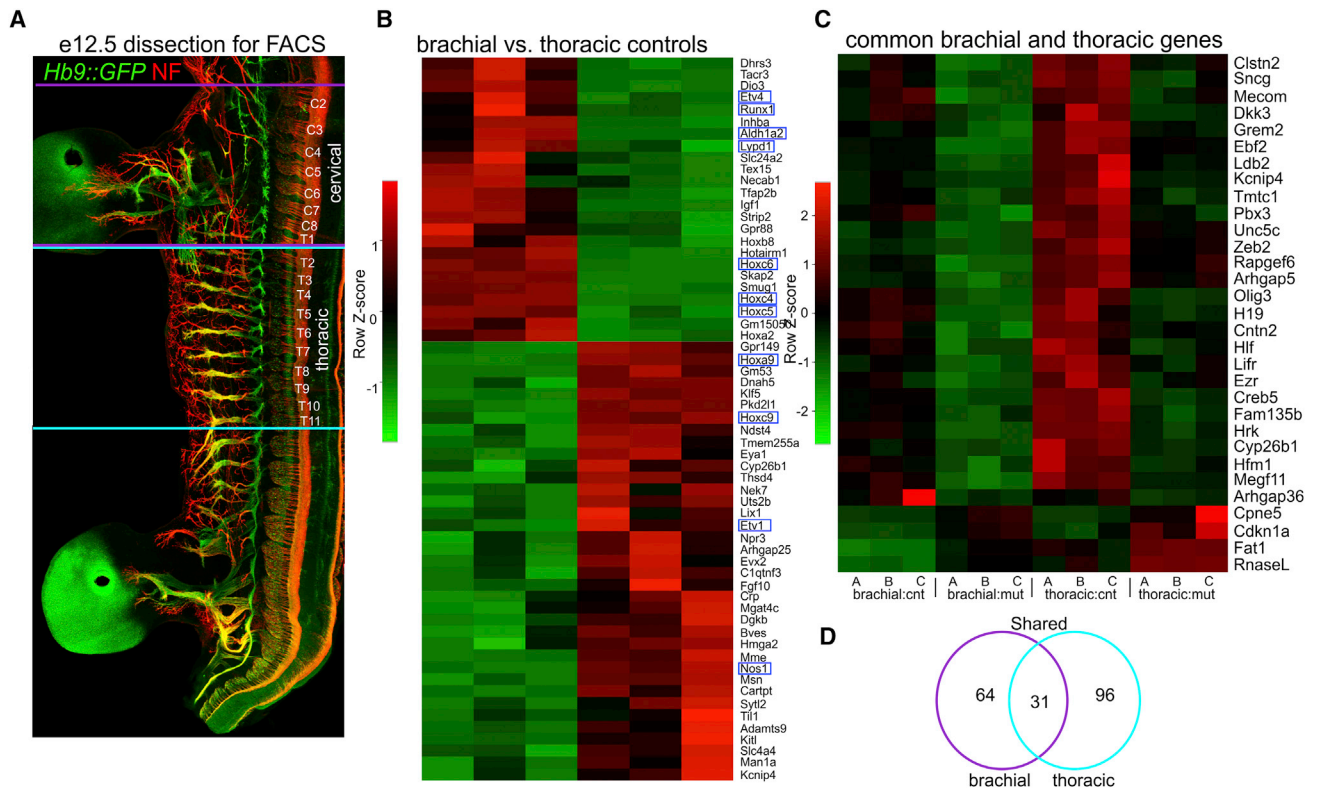 A
e12.5 dissection for FACS
Hb9::GFP NF
C2
C3
C4
C5
C6
C7
C8
T1
cervical
T2
T3
T4
T5
T6
T7
T8
T9
T10
T11
thoracic
B
brachial vs. thoracic controls
1
0
-1
Row Z-score
Dhrs3
Tacr3
Dio3
Etv4
Runx1
Inhba
Aldh1a2
Lypd1
Slc24a2
Tex15
Necab1
Tfap2b
Igf1
Strip2
Gpr88
Hoxb8
Hotairm1
Hoxc6
Skap2
Smug1
Hoxc4
Hoxc5
Hoxa2
Gpr149
Hoxa9
Gm53
Dnah5
Klf5
Pkd2l1
Hoxc9
Ndst4
Tmem255a
Eya1
Cyp26b1
Thsd4
Nek7
Uts2b
Lix1
Etv1
Npr3
Arhgap25
Evx2
C1qtnf3
Fgf10
Crp
Mgat4c
Dgkb
Bves
Hmga2
Mme
Nos1
Msn
Cartpt
Sytl2
Til1
Adamts9
Kitl
Slc4a4
Man1a
Kcnip4
C
common brachial and thoracic genes
2
1
0
-1
-2
Row Z-score
Clstn2
Sncg
Mecom
Dkk3
Grem2
Ebf2
Ldb2
Kcnip4
Tmtc1
Pbx3
Unc5c
Zeb2
Rapgef6
Arhgap5
Olig3
H19
Cntn2
Hlf
Lifr
Ezr
Creb5
Fam135b
Hrk
Cyp26b1
Hfm1
Megf11
Arhgap36
Cpne5
Cdkn1a
Fat1
RnaseL
A B C A B C A B C A B C
brachial:cnt brachial:mut thoracic:cnt thoracic:mut
D
Shared
64 31 96
brachial thoracic